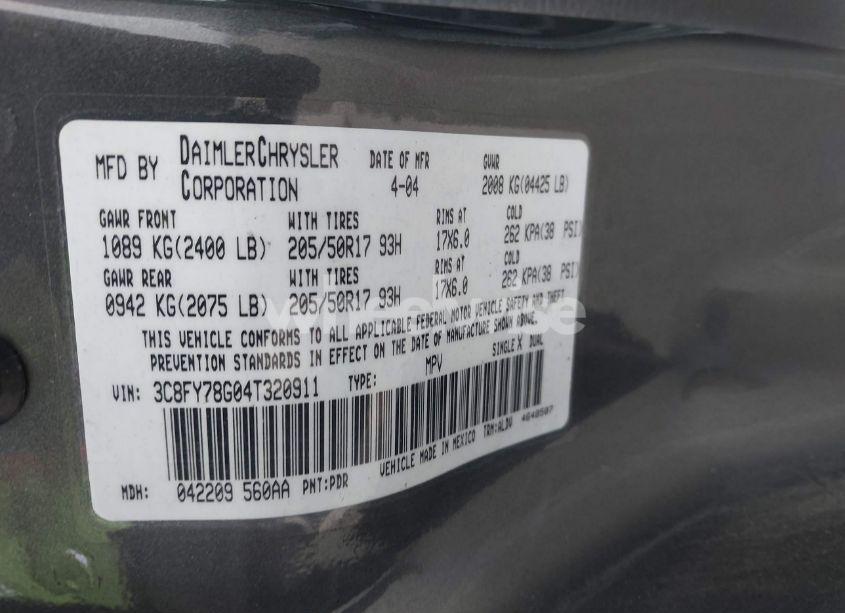 MFD BY DAIMLERCHRYSLER CORPORATION
DATE OF MFR 4-04
GVWR 2008 KG(04425 LB)
GAWR FRONT WITH TIRES RIMS AT COLD
1089 KG(2400 LB) 205/50R17 93H 17X6.0 262 KPA(38 PSI)
GAWR REAR WITH TIRES RIMS AT COLD
0942 KG(2075 LB) 205/50R17 93H 17X6.0 262 KPA(38 PSI)
THIS VEHICLE CONFORMS TO ALL APPLICABLE FEDERAL MOTOR VEHICLE SAFETY AND THEFT
PREVENTION STANDARDS IN EFFECT ON THE DATE OF MANUFACTURE SHOWN ABOVE.
VIN: 3C8FY78G04T320911 TYPE: MPV SINGLE X DUAL
VEHICLE MADE IN MEXICO TRM:ALDV 4648507
MDH: 042209 560AA PNT:PDR